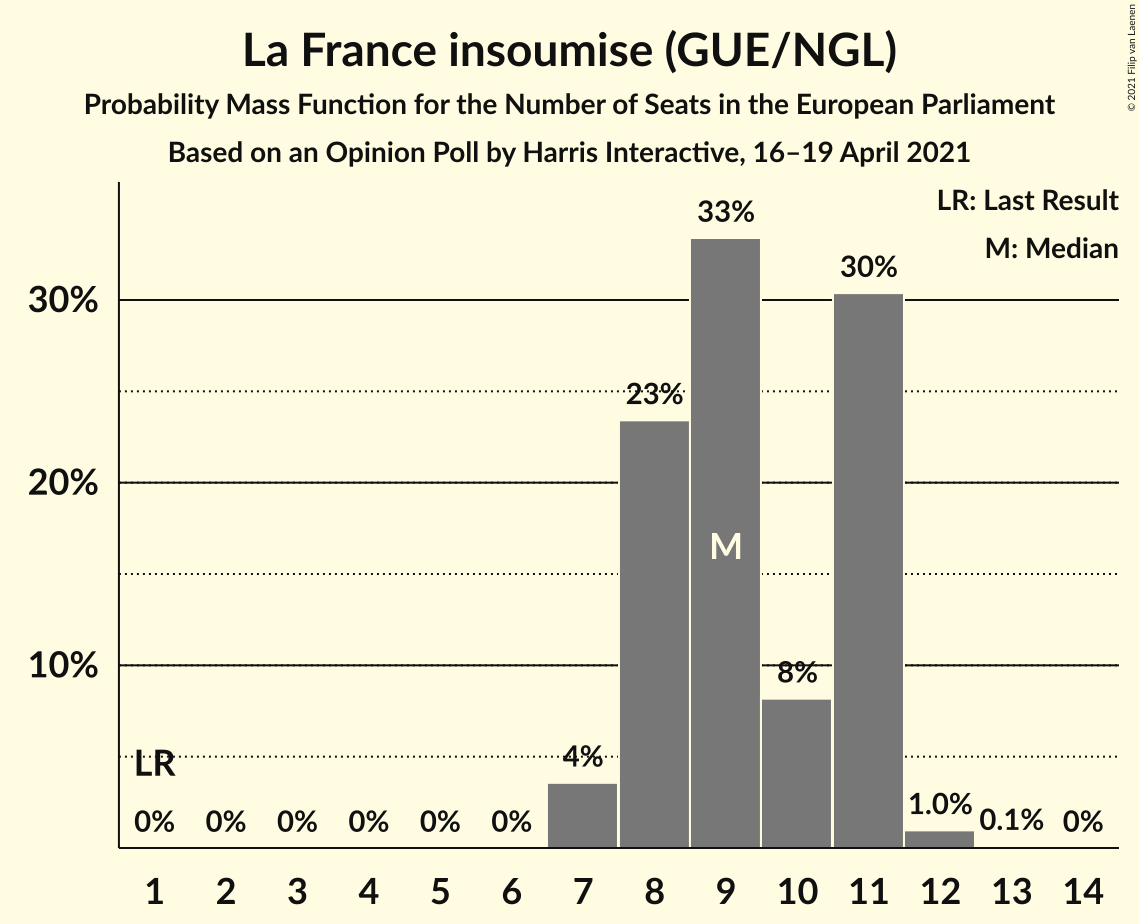 La France insoumise (GUE/NGL)
Probability Mass Function for the Number of Seats in the European Parliament
Based on an Opinion Poll by Harris Interactive, 16–19 April 2021
© 2021 Filip van Laenen
LR: Last Result
M: Median
33%
30%
30%
23%
20%
M
10%
8%
LR
4%
0% 0% 0% 0% 0% 0% 1.0% 0.1% 0%
1 2 3 4 5 6 7 8 9 10 11 12 13 14